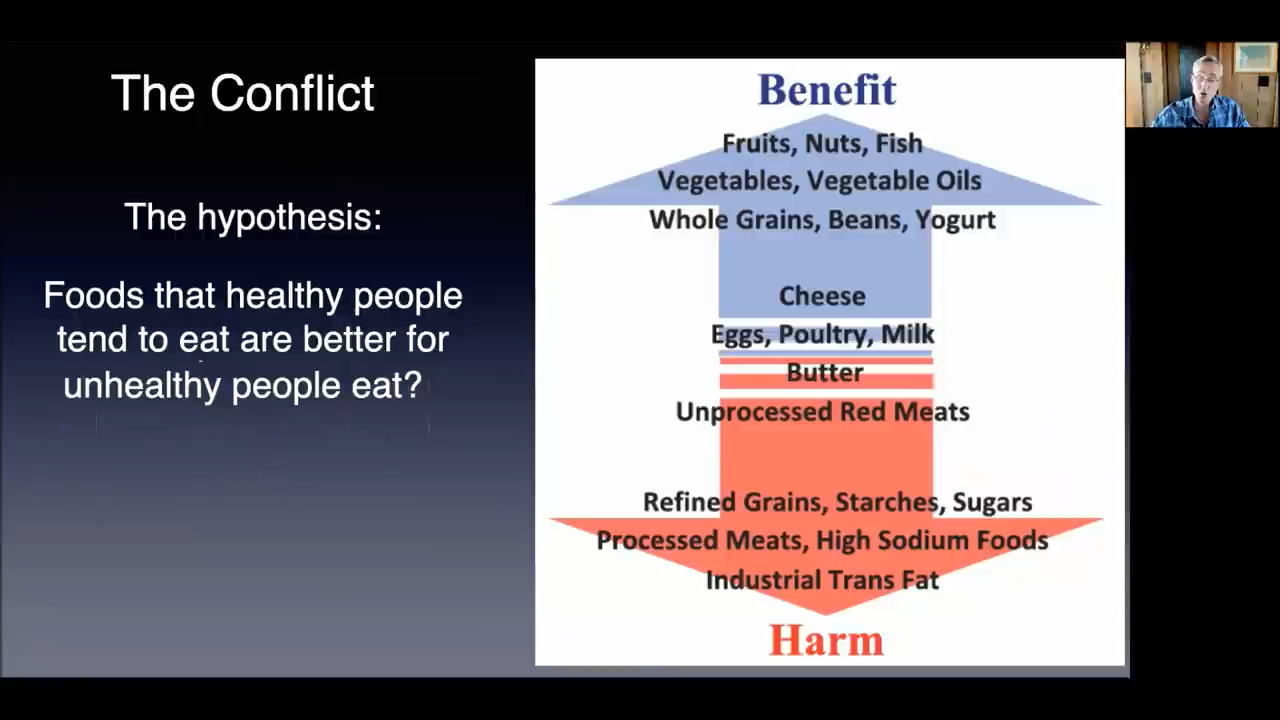 The Conflict
The hypothesis:
Foods that healthy people
tend to eat are better for
unhealthy people eat?
Benefit
Fruits, Nuts, Fish
Vegetables, Vegetable Oils
Whole Grains, Beans, Yogurt
Cheese
Eggs, Poultry, Milk
Butter
Unprocessed Red Meats
Refined Grains, Starches, Sugars
Processed Meats, High Sodium Foods
Industrial Trans Fat
Harm